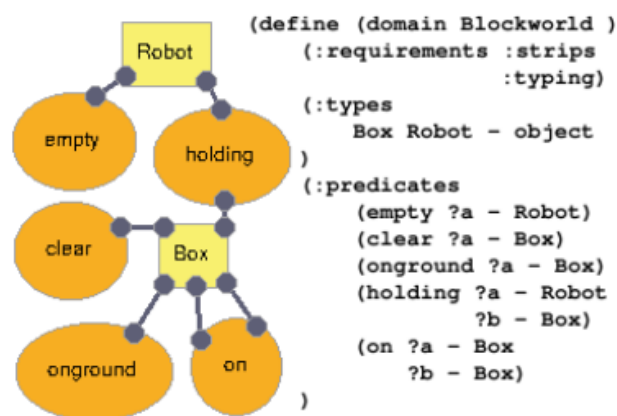 Robot
empty
holding
clear
Box
onground
on
(define (domain Blockworld )
(:requirements :strips
:typing)
(:types
Box Robot - object
)
(:predicates
(empty ?a - Robot)
(clear ?a - Box)
(onground ?a - Box)
(holding ?a - Robot
?b - Box)
(on ?a - Box
?b - Box)
)